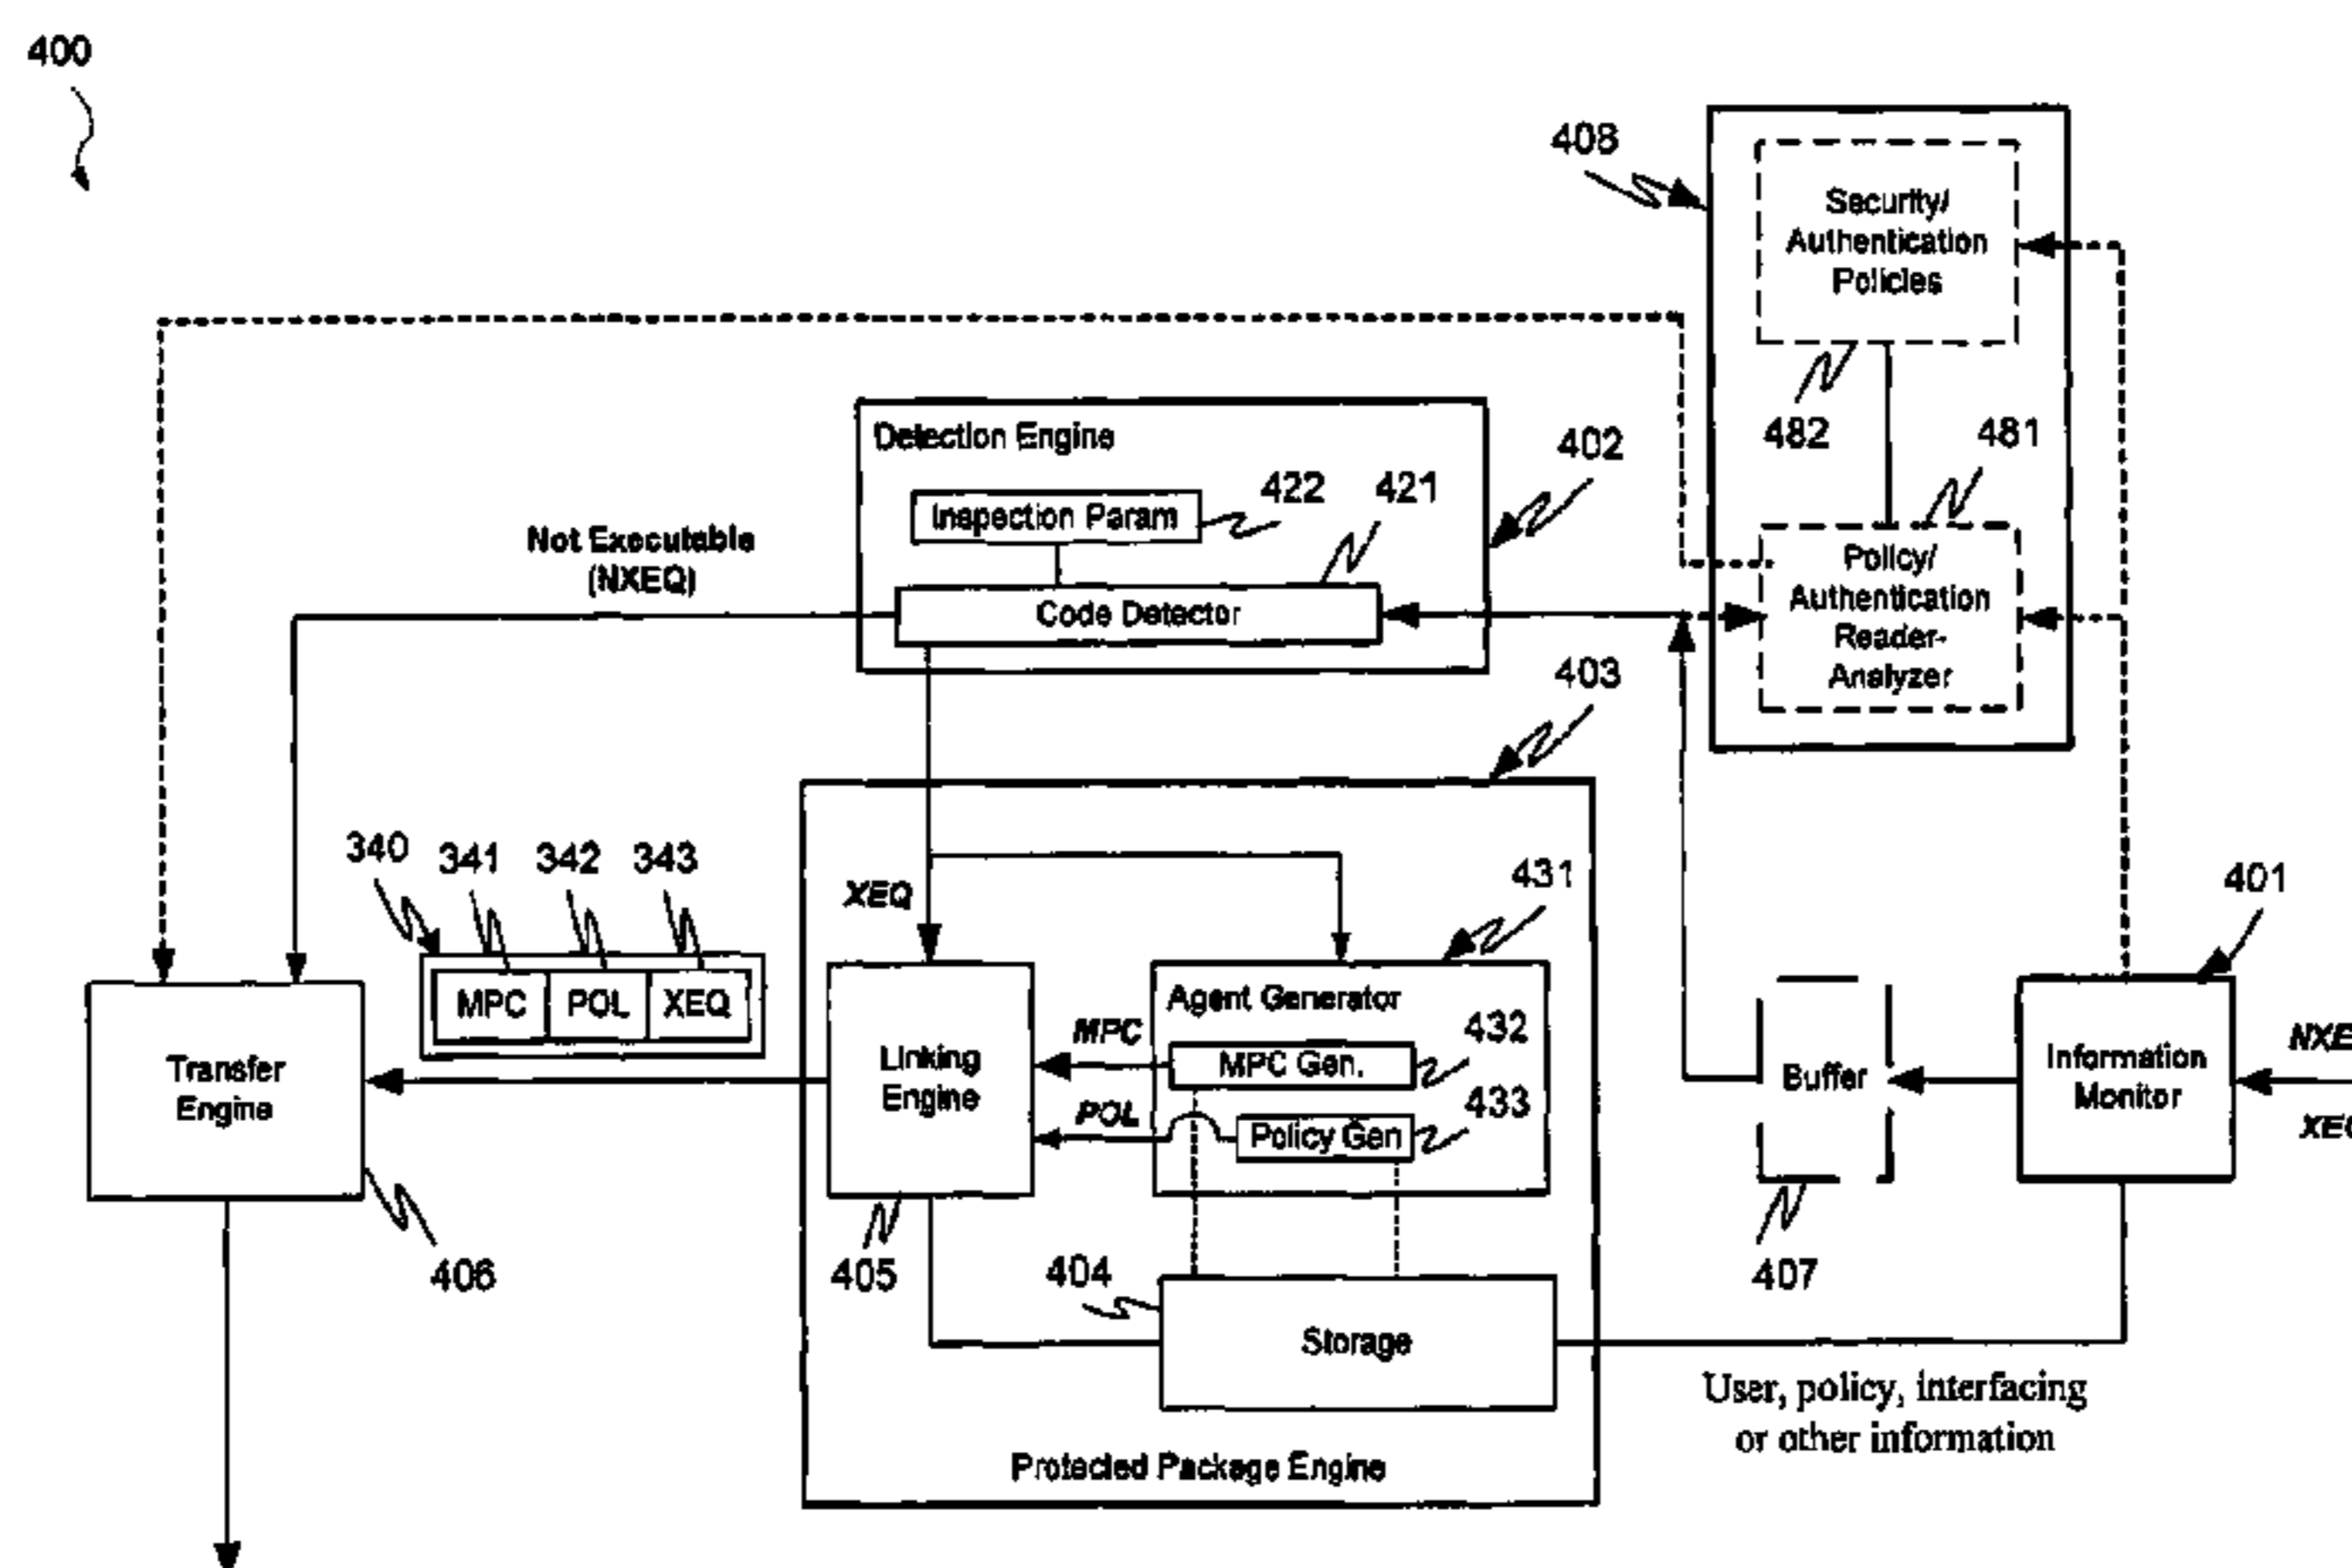 400
408
Security/
Authentication
Policies
482
481
Policy/
Authentication
Reader-
Analyzer
Detection Engine
402
Inspection Param
422
421
Code Detector
Not Executable
(NXEQ)
403
340
341
342
343
MPC
POL
XEQ
XEQ
431
Agent Generator
MPC
MPC Gen.
432
POL
Policy Gen
433
Linking
Engine
405
404
Storage
Protected Package Engine
Transfer
Engine
406
Buffer
407
401
Information
Monitor
User, policy, interfacing
or other information